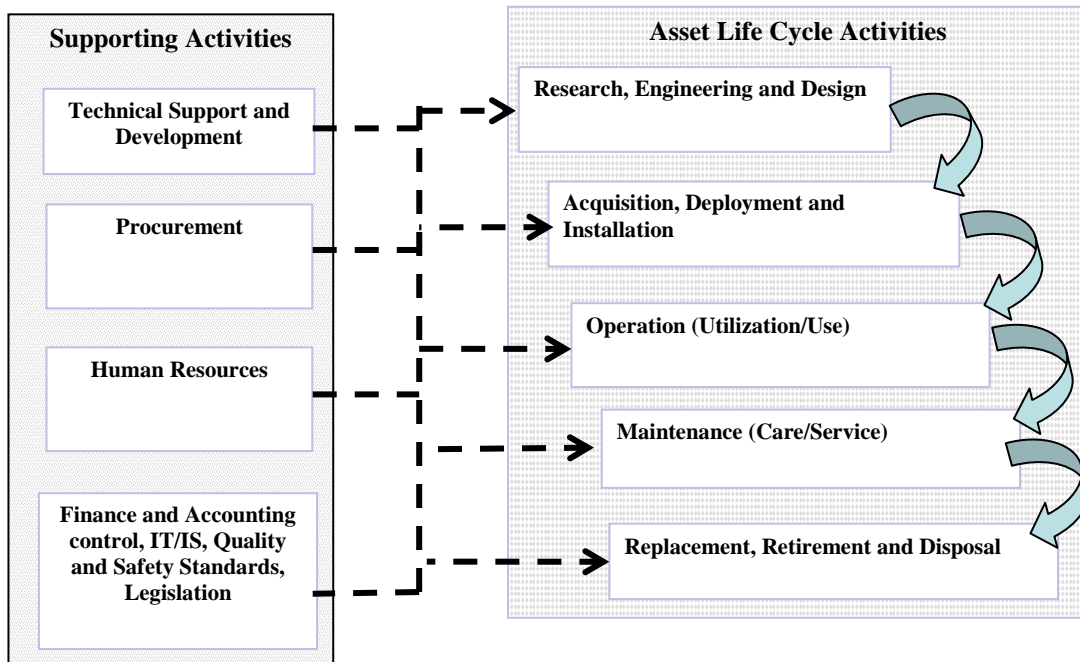 Supporting Activities
Technical Support and
Development
Procurement
Human Resources
Finance and Accounting
control, IT/IS, Quality
and Safety Standards,
Legislation
Asset Life Cycle Activities
Research, Engineering and Design
Acquisition, Deployment and
Installation
Operation (Utilization/Use)
Maintenance (Care/Service)
Replacement, Retirement and Disposal